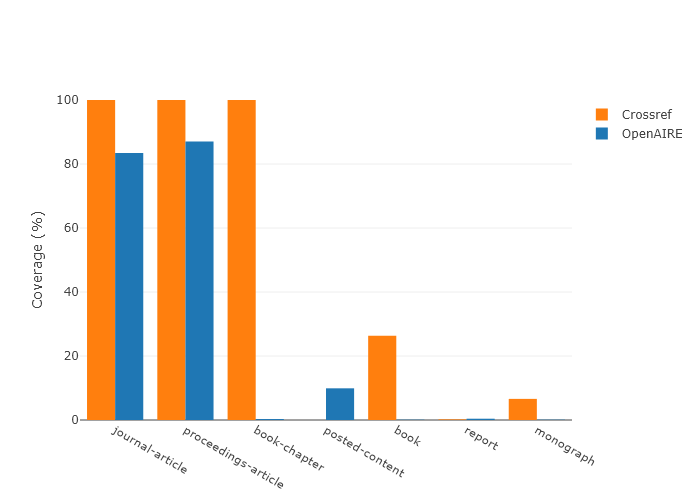 100
80
60
40
20
0
Coverage (%)
journal-article
proceedings-article
book-chapter
posted-content
book
report
monograph
Crossref
OpenAIRE